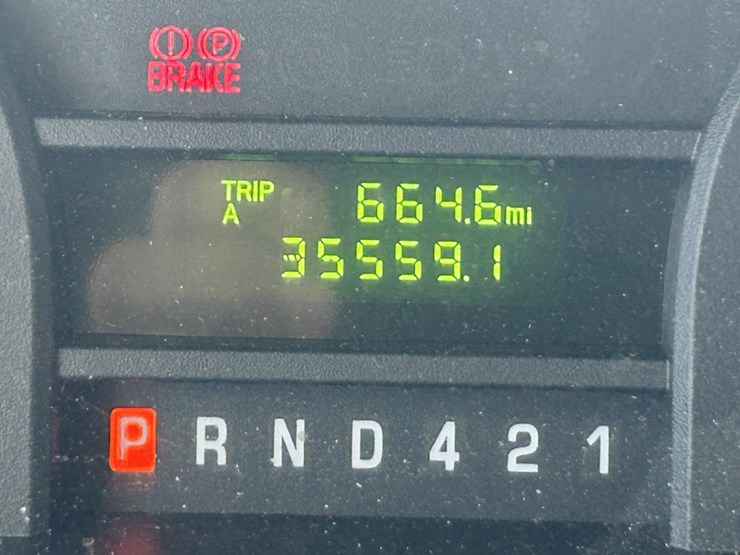 (!) (P)
BRAKE
TRIP 664.6mi
A
35559.1
P R N D 4 2 1